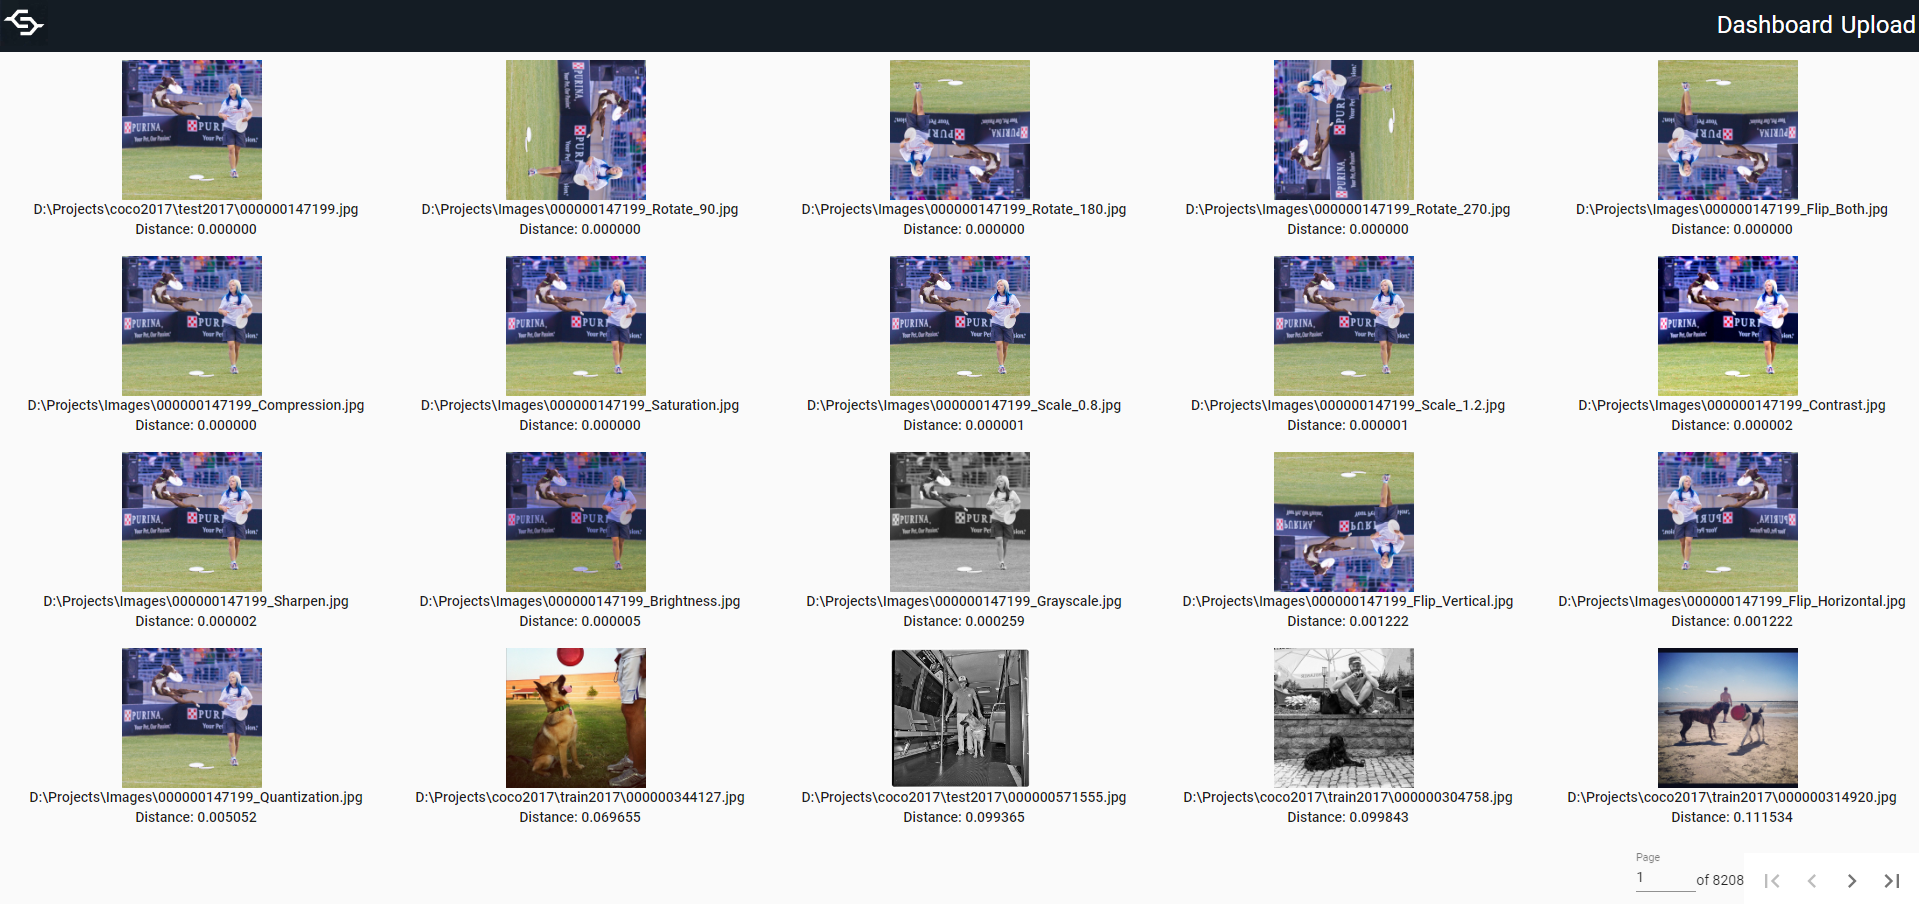 Dashboard Upload
D:\Projects\coco2017\test2017\000000147199.jpg
Distance: 0.000000
D:\Projects\Images\000000147199_Rotate_90.jpg
Distance: 0.000000
D:\Projects\Images\000000147199_Rotate_180.jpg
Distance: 0.000000
D:\Projects\Images\000000147199_Rotate_270.jpg
Distance: 0.000000
D:\Projects\Images\000000147199_Flip_Both.jpg
Distance: 0.000000
D:\Projects\Images\000000147199_Compression.jpg
Distance: 0.000000
D:\Projects\Images\000000147199_Saturation.jpg
Distance: 0.000000
D:\Projects\Images\000000147199_Scale_0.8.jpg
Distance: 0.000001
D:\Projects\Images\000000147199_Scale_1.2.jpg
Distance: 0.000001
D:\Projects\Images\000000147199_Contrast.jpg
Distance: 0.000002
D:\Projects\Images\000000147199_Sharpen.jpg
Distance: 0.000002
D:\Projects\Images\000000147199_Brightness.jpg
Distance: 0.000005
D:\Projects\Images\000000147199_Grayscale.jpg
Distance: 0.000259
D:\Projects\Images\000000147199_Flip_Vertical.jpg
Distance: 0.001222
D:\Projects\Images\000000147199_Flip_Horizontal.jpg
Distance: 0.001222
D:\Projects\Images\000000147199_Quantization.jpg
Distance: 0.005052
D:\Projects\coco2017\train2017\000000344127.jpg
Distance: 0.069655
D:\Projects\coco2017\test2017\000000571555.jpg
Distance: 0.099365
D:\Projects\coco2017\train2017\000000304758.jpg
Distance: 0.099843
D:\Projects\coco2017\train2017\000000314920.jpg
Distance: 0.111534
Page
1 of 8208